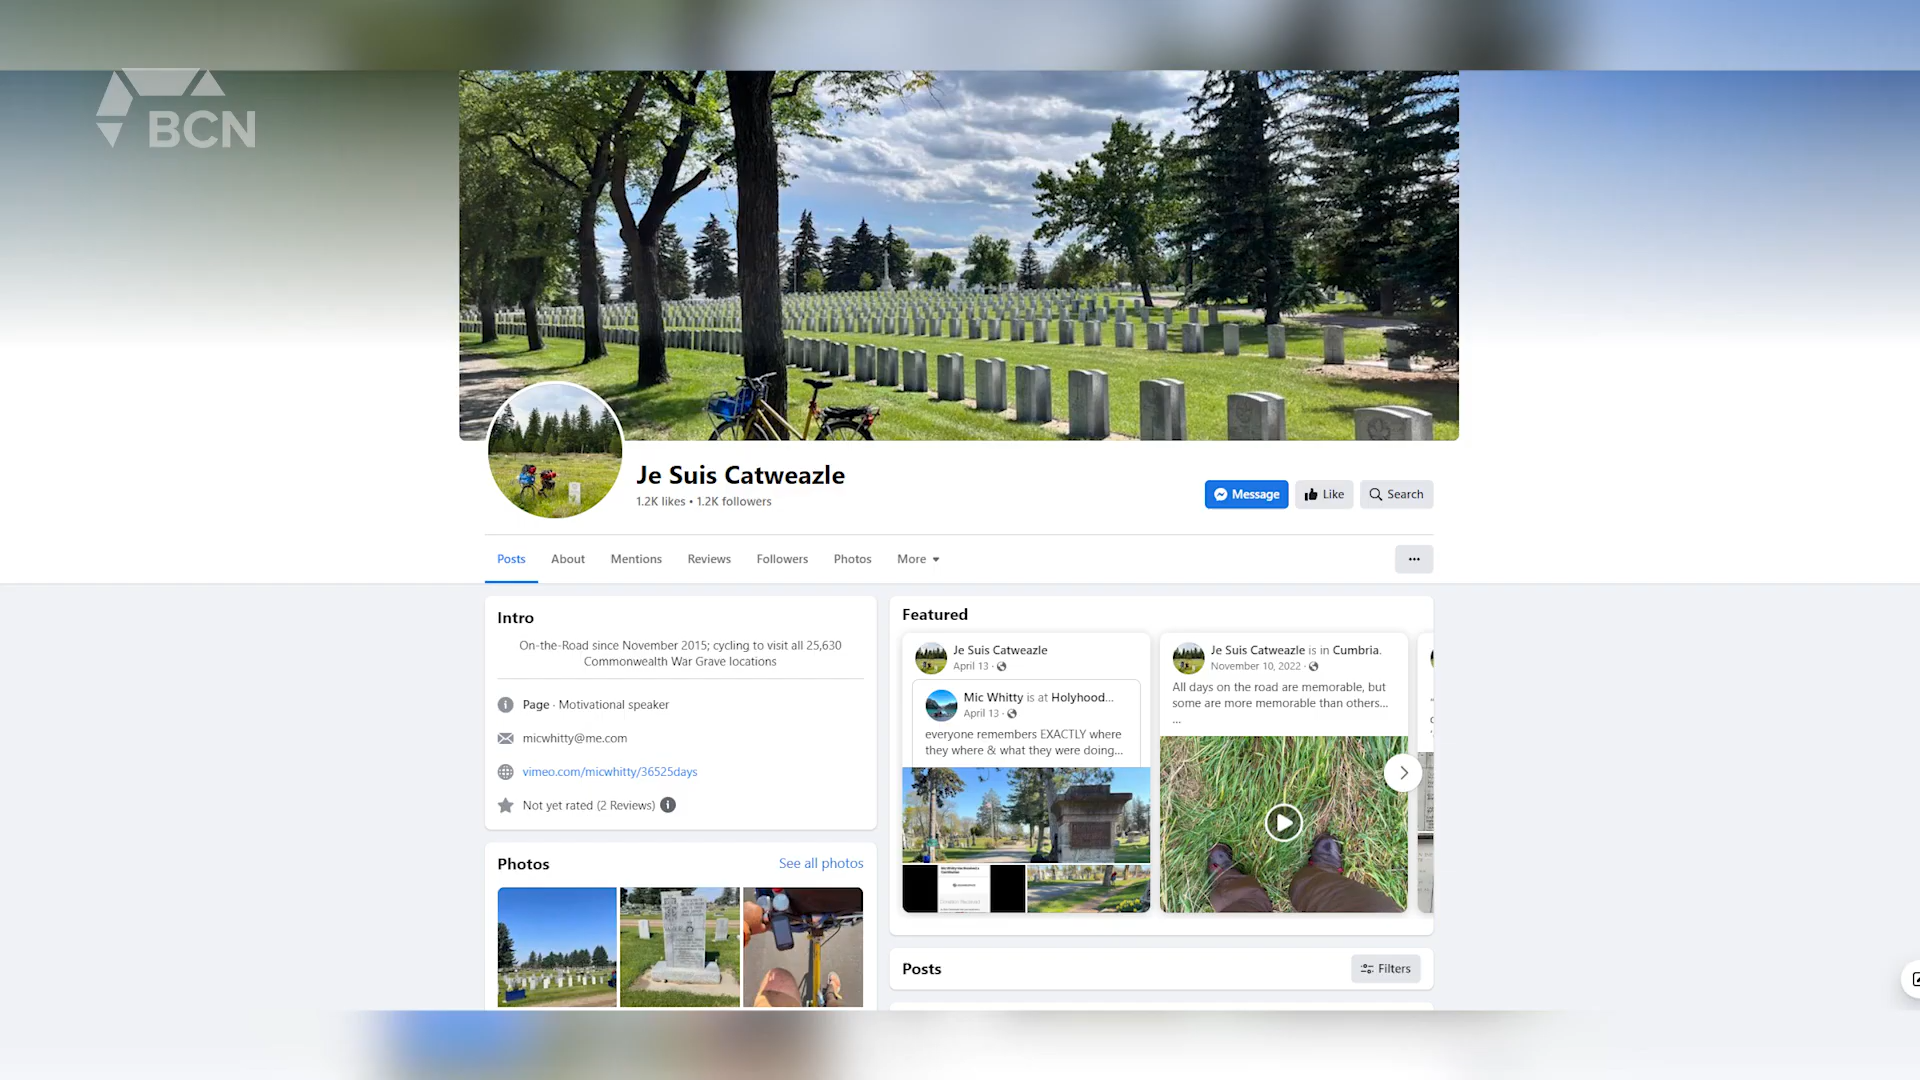 BCN
Je Suis Catweazle
1.2K likes • 1.2K followers
Message
Like
Search
Posts
About
Mentions
Reviews
Followers
Photos
More
Intro
On-the-Road since November 2015; cycling to visit all 25,630
Commonwealth War Grave locations
Page · Motivational speaker
micwhitty@me.com
vimeo.com/micwhitty/36525days
Not yet rated (2 Reviews)
Photos
See all photos
Featured
Je Suis Catweazle
April 13 ·
Mic Whitty is at Holyhood...
April 13 ·
everyone remembers EXACTLY where
they where & what they were doing...
Je Suis Catweazle is in Cumbria.
November 10, 2022 ·
All days on the road are memorable, but
some are more memorable than others...
...
Posts
Filters